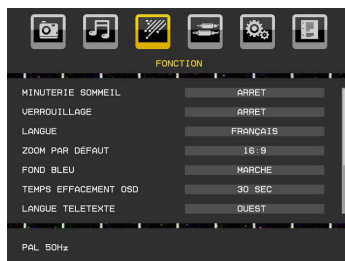 FONCTION
MINUTERIE SOMMEIL ARRET
VERROUILLAGE ARRET
LANGUE FRANÇAIS
ZOOM PAR DÉFAUT 16:9
FOND BLEU MARCHE
TEMPS EFFACEMENT OSD 30 SEC
LANGUE TELETEXTE OUEST
PAL 50Hz